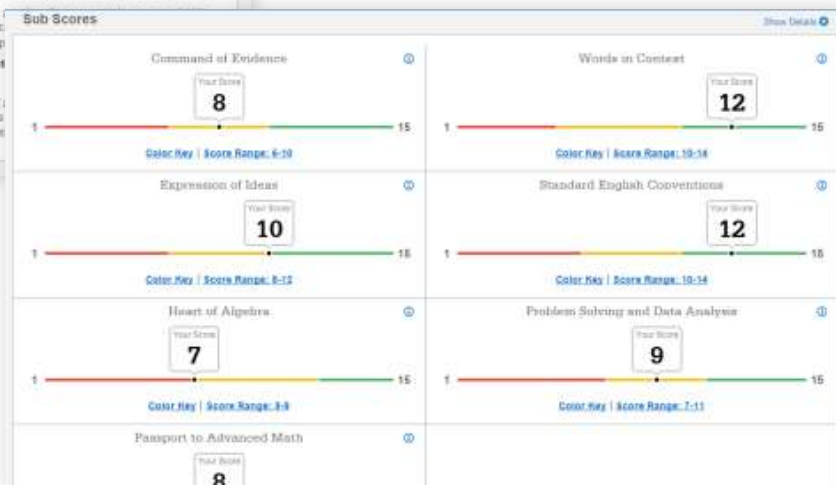 Sub Scores
Show Details
Command of Evidence
Your Score
8
1
15
Color Key | Score Range: 6-10
Words in Context
Your Score
12
1
15
Color Key | Score Range: 10-14
Expression of Ideas
Your Score
10
1
15
Color Key | Score Range: 8-12
Standard English Conventions
Your Score
12
1
15
Color Key | Score Range: 10-14
Heart of Algebra
Your Score
7
1
15
Color Key | Score Range:
Problem Solving and Data Analysis
Your Score
9
1
15
Color Key | Score Range: 7-11
Passport to Advanced Math
Your Score
8